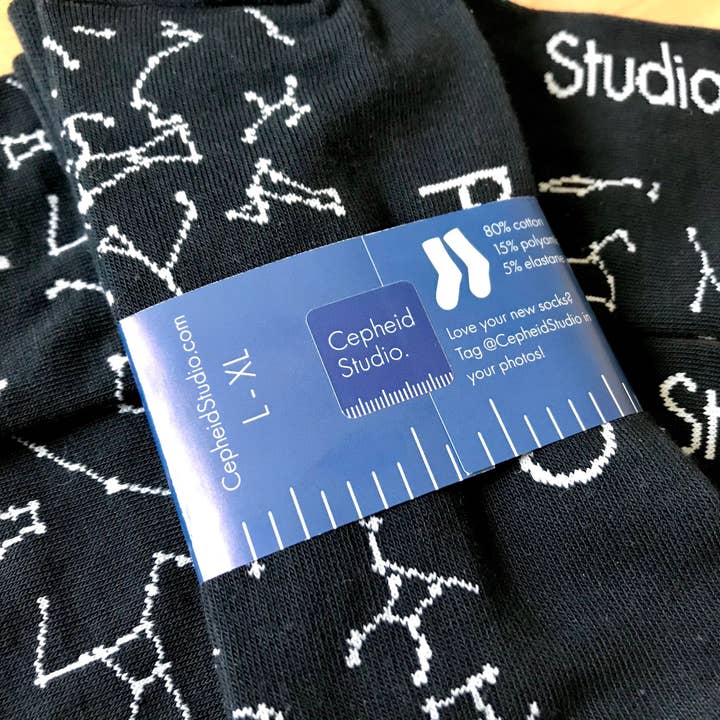 Studio
80% cotton
15% polyam
5% elastane
Love your new socks?
Tag @CepheidStudio in
your photos!
Cepheid
Studio.
CepheidStudio.com
L - XL